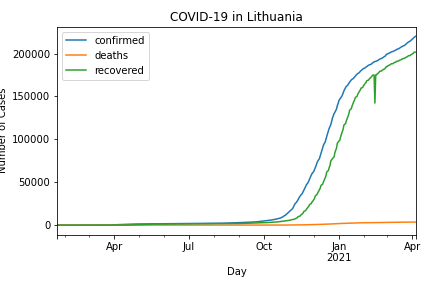 COVID-19 in Lithuania
confirmed
deaths
recovered
200000
150000
100000
50000
0
Number of Cases
Apr
Jul
Oct
Jan
2021
Apr
Day